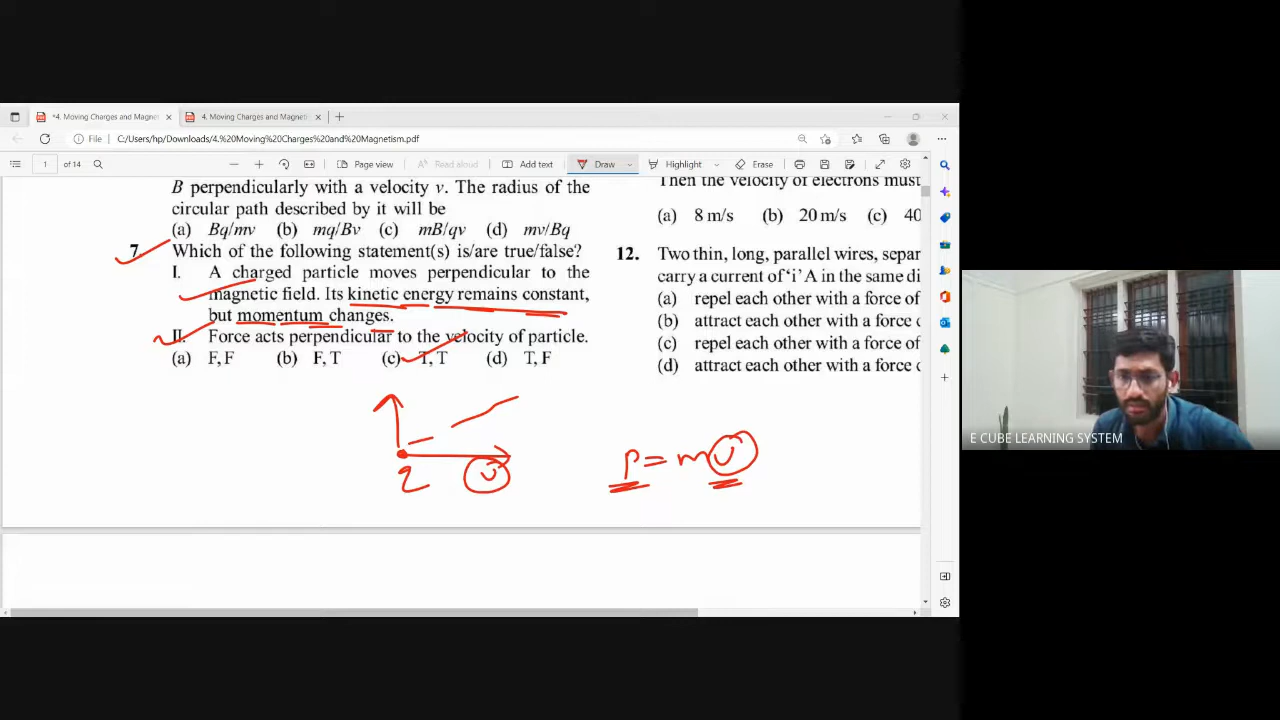 *4. Moving Charges and Magnet
4. Moving Charges and Magneti
File
C:/Users/hp/Downloads/4.%20Moving%20Charges%20and%20Magnetism.pdf
1 of 14
Page view
Read aloud
Add text
Draw
Highlight
Erase
B perpendicularly with a velocity v. The radius of the
circular path described by it will be
(a) Bq/mv (b) mq/Bv (c) mB/qv (d) mv/Bq
7. Which of the following statement(s) is/are true/false?
I. A charged particle moves perpendicular to the
magnetic field. Its kinetic energy remains constant,
but momentum changes.
II. Force acts perpendicular to the velocity of particle.
(a) F, F (b) F, T (c) T, T (d) T, F
q v
p = mv
Then the velocity of electrons must
(a) 8 m/s (b) 20 m/s (c) 40
12. Two thin, long, parallel wires, separ
carry a current of 'i' A in the same di
(a) repel each other with a force of
(b) attract each other with a force
(c) repel each other with a force of
(d) attract each other with a force
E CUBE LEARNING SYSTEM